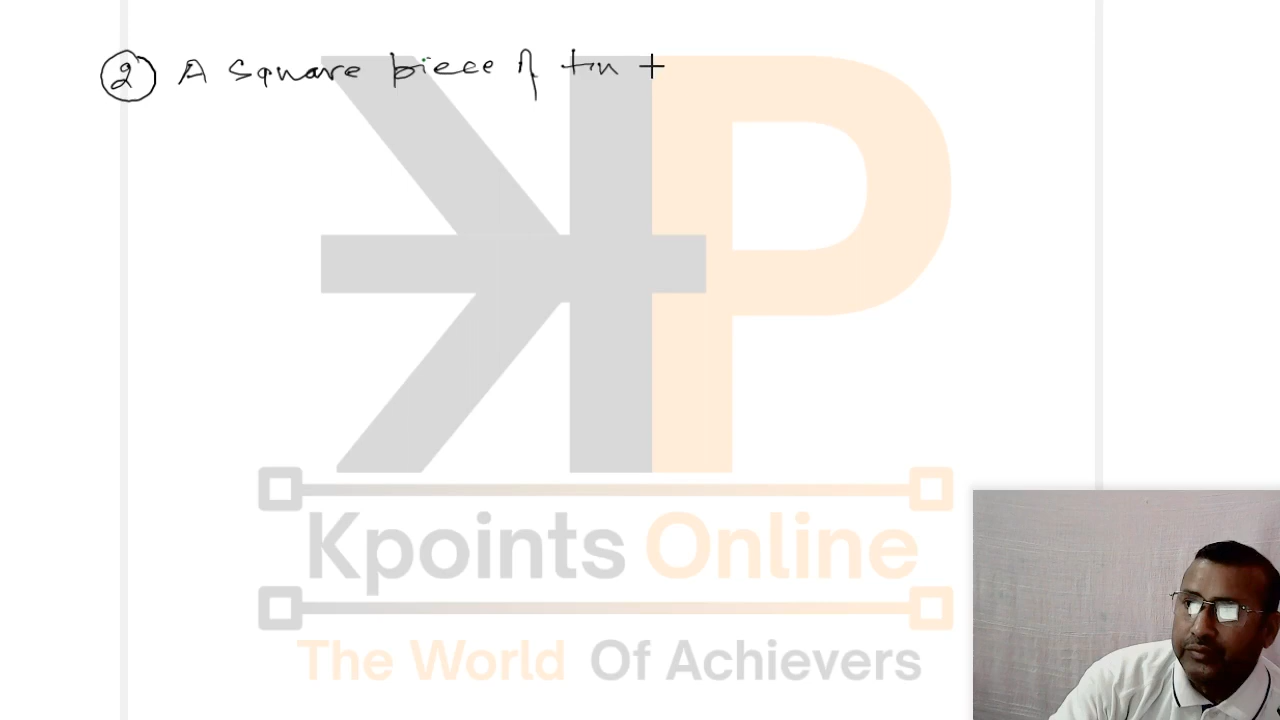 ② A square piece of tin t
Kpoints Online
The World Of Achievers